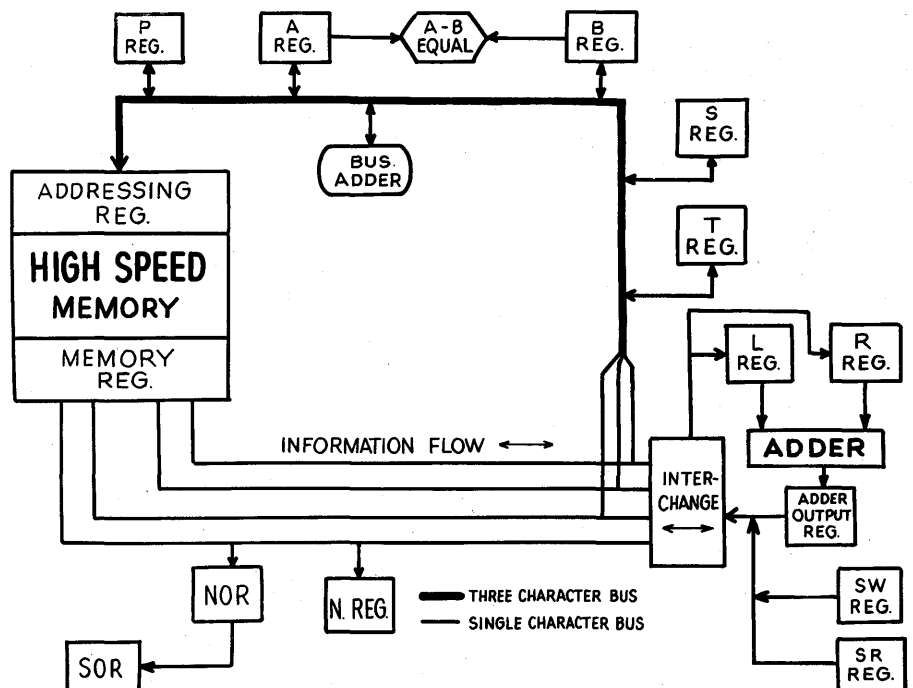 P
REG.
A
REG.
A-B
EQUAL
B
REG.
S
REG.
BUS.
ADDER
ADDRESSING
REG.
T
REG.
HIGH SPEED
MEMORY
MEMORY
REG.
L
REG.
R
REG.
INFORMATION FLOW
ADDER
INTER-
CHANGE
ADDER
OUTPUT
REG.
NOR
N. REG.
THREE CHARACTER BUS
SINGLE CHARACTER BUS
SW
REG.
SOR
SR
REG.